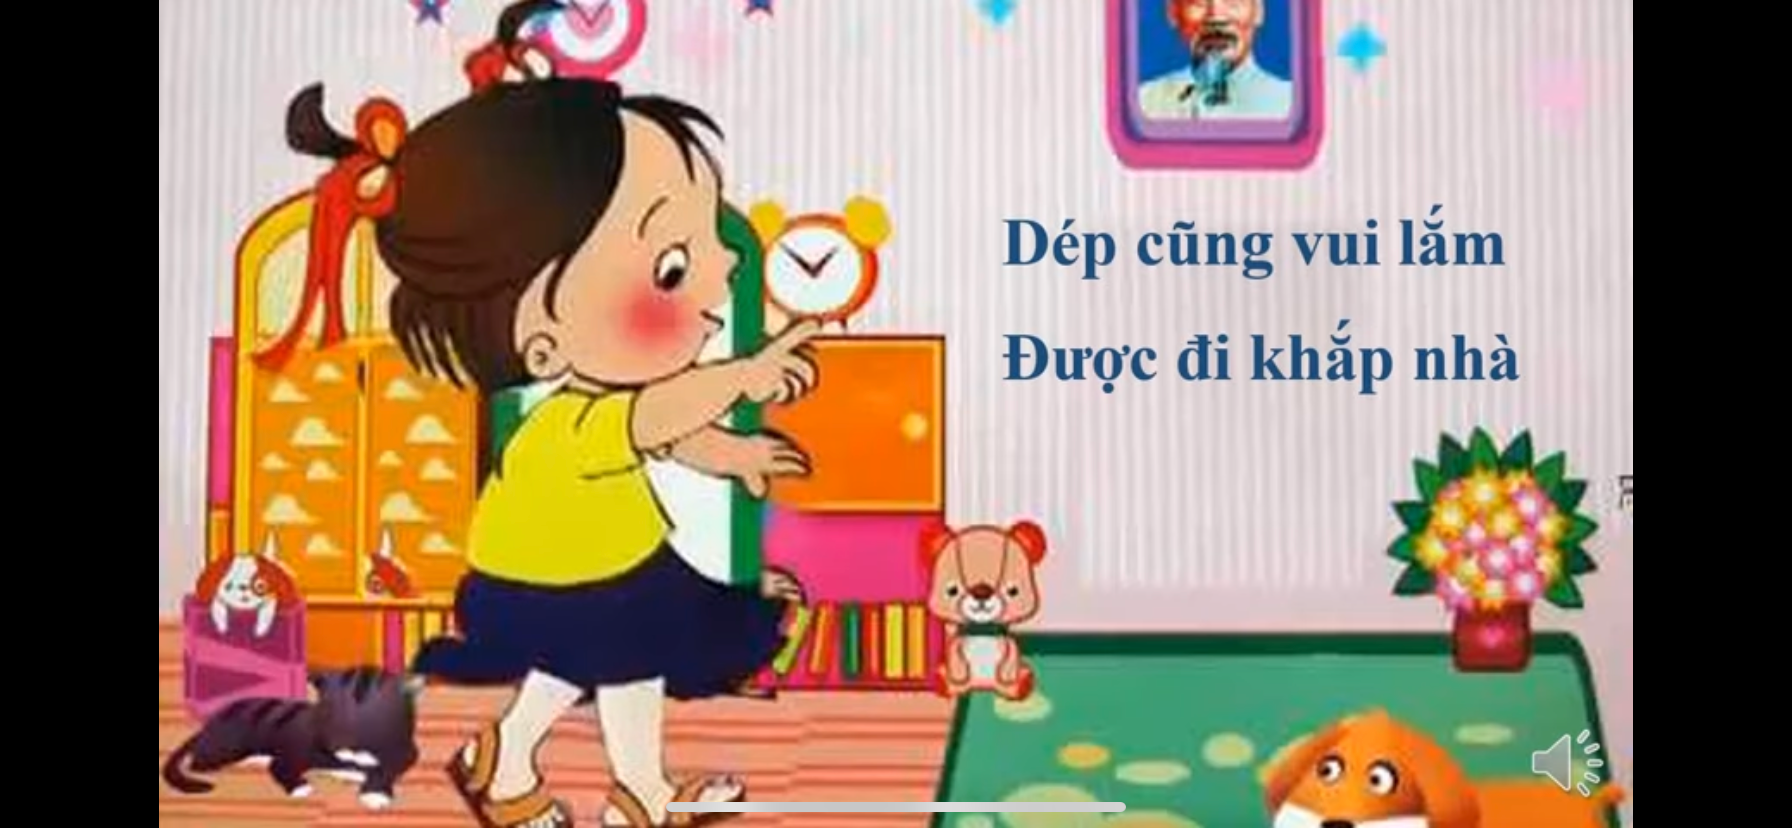 Dép cũng vui lắm
Được đi khắp nhà